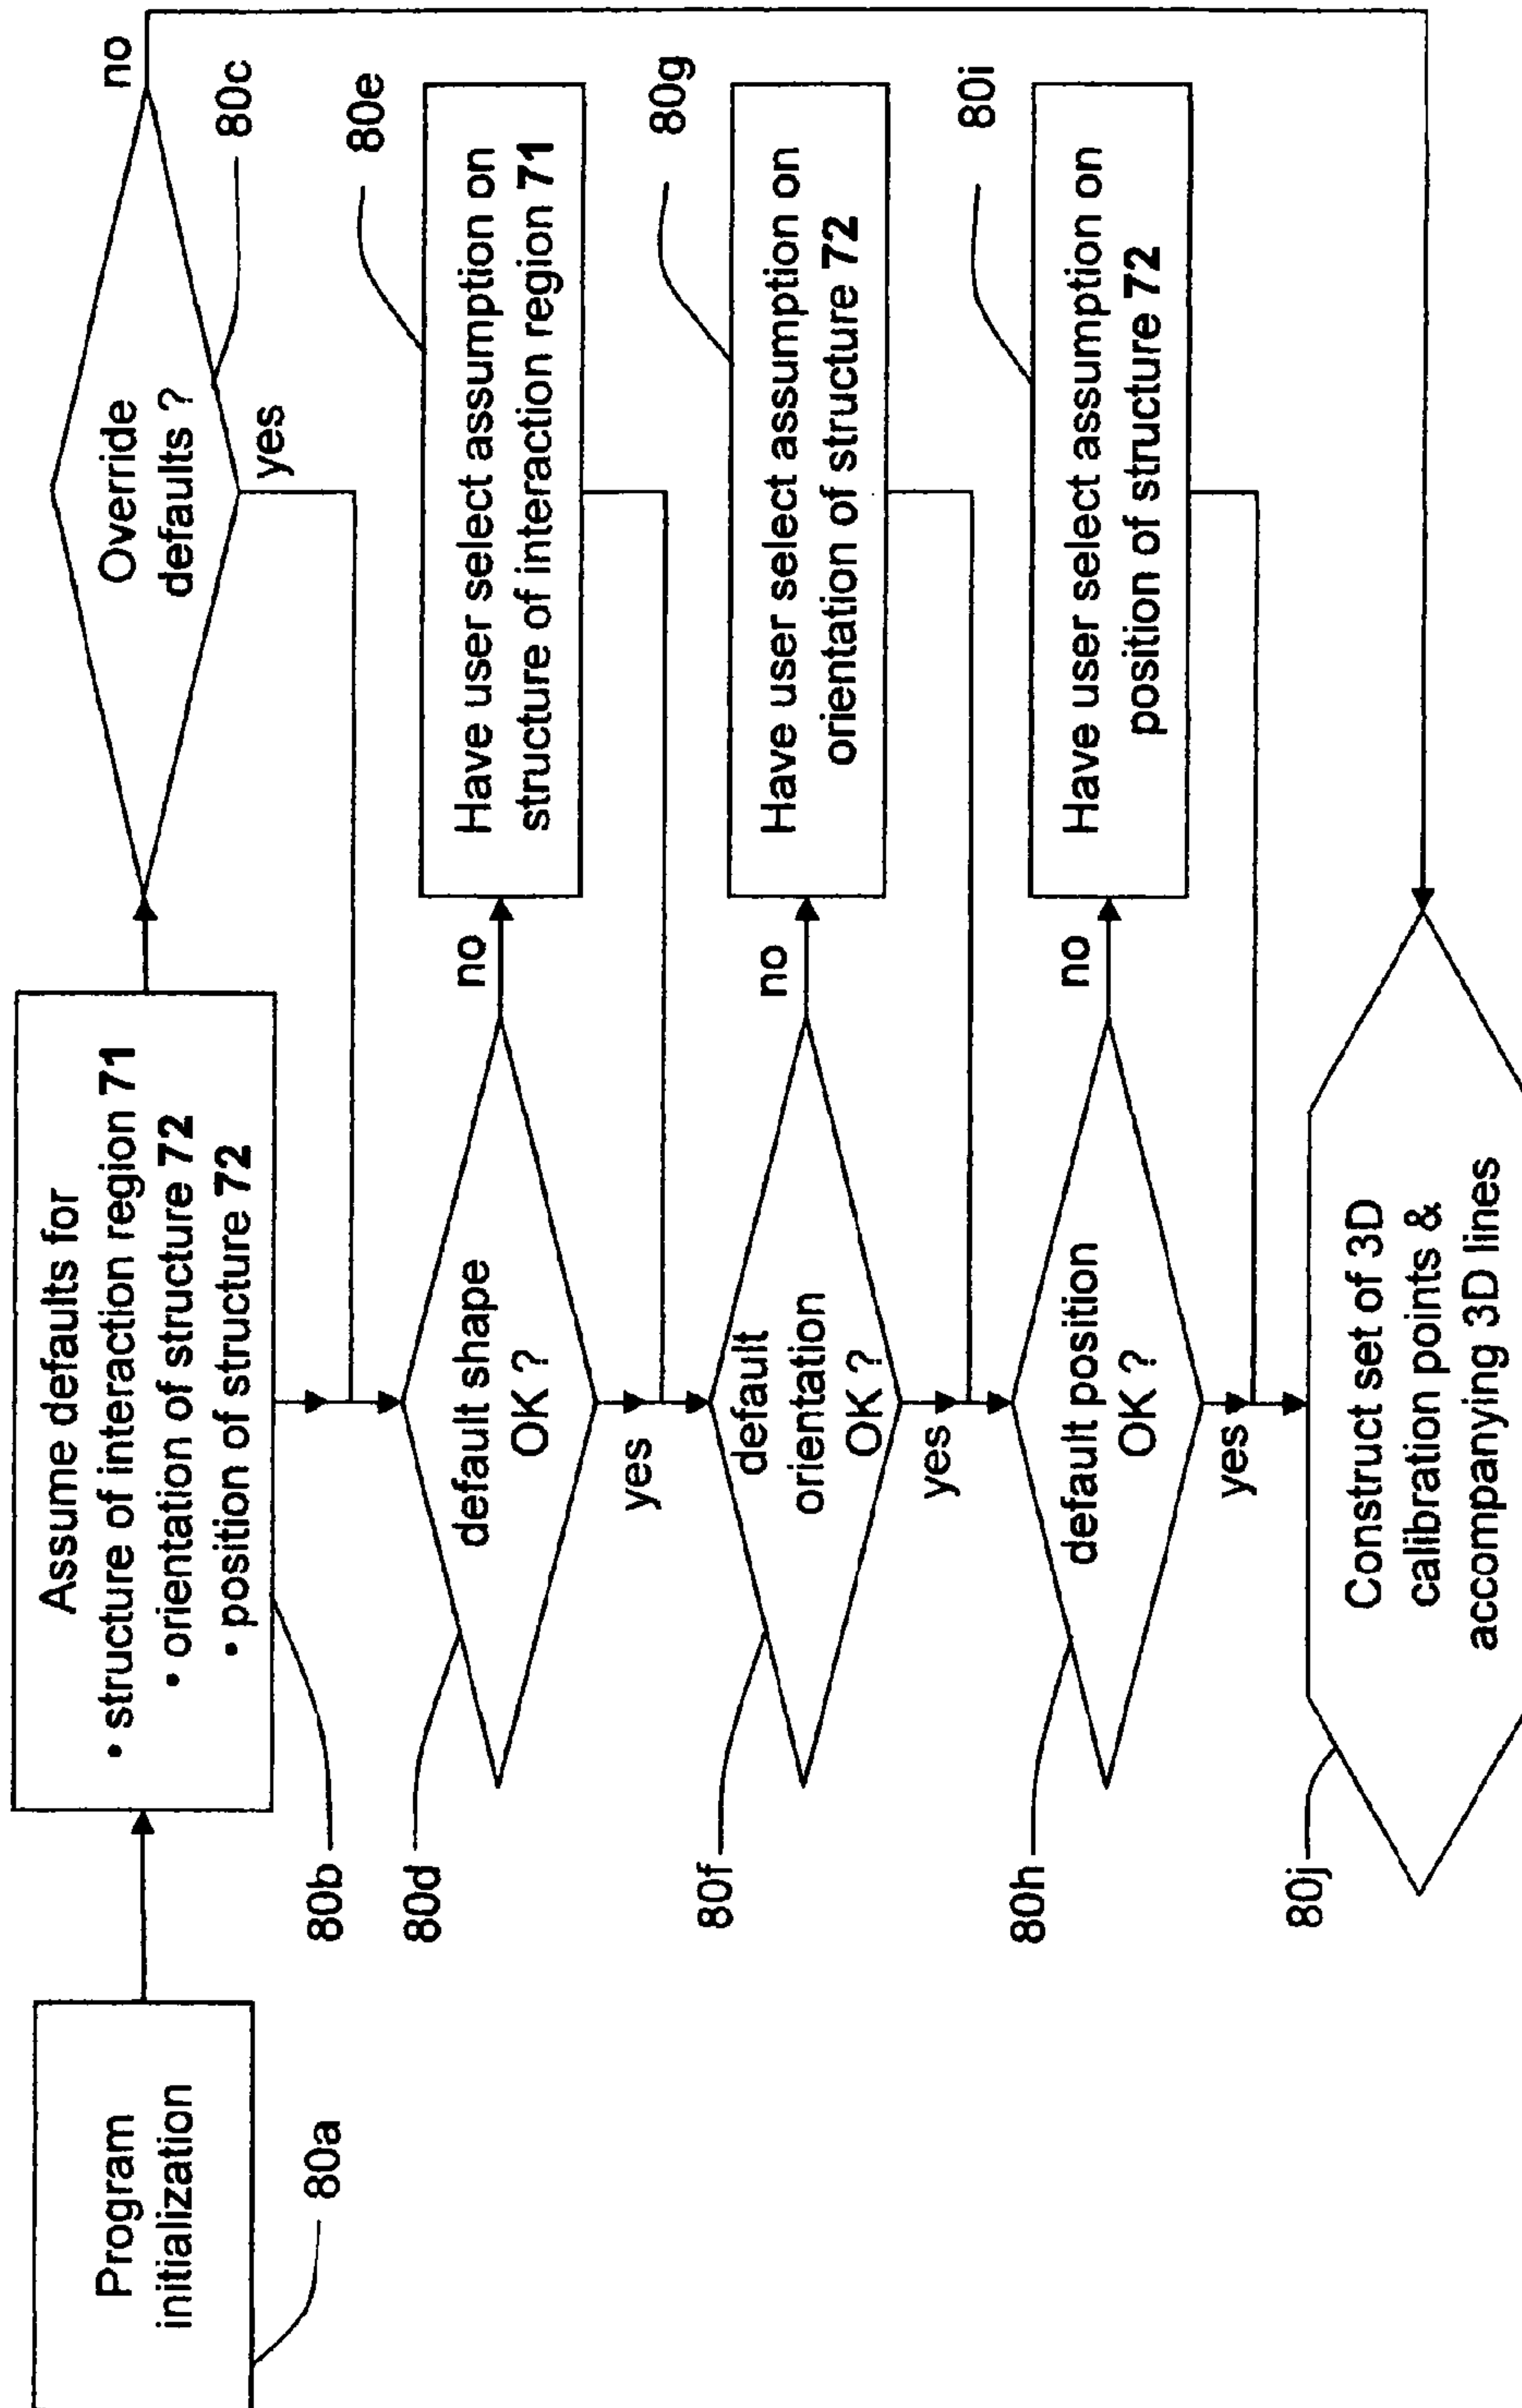 Program
initialization
80a
Assume defaults for
• structure of interaction region 71
• orientation of structure 72
• position of structure 72
80b
Override
defaults ?
no
80c
yes
default shape
OK ?
80d
no
Have user select assumption on
structure of interaction region 71
80e
yes
default
orientation
OK ?
80f
no
Have user select assumption on
orientation of structure 72
80g
yes
default position
OK ?
80h
no
Have user select assumption on
position of structure 72
80i
yes
Construct set of 3D
calibration points &
accompanying 3D lines
80j